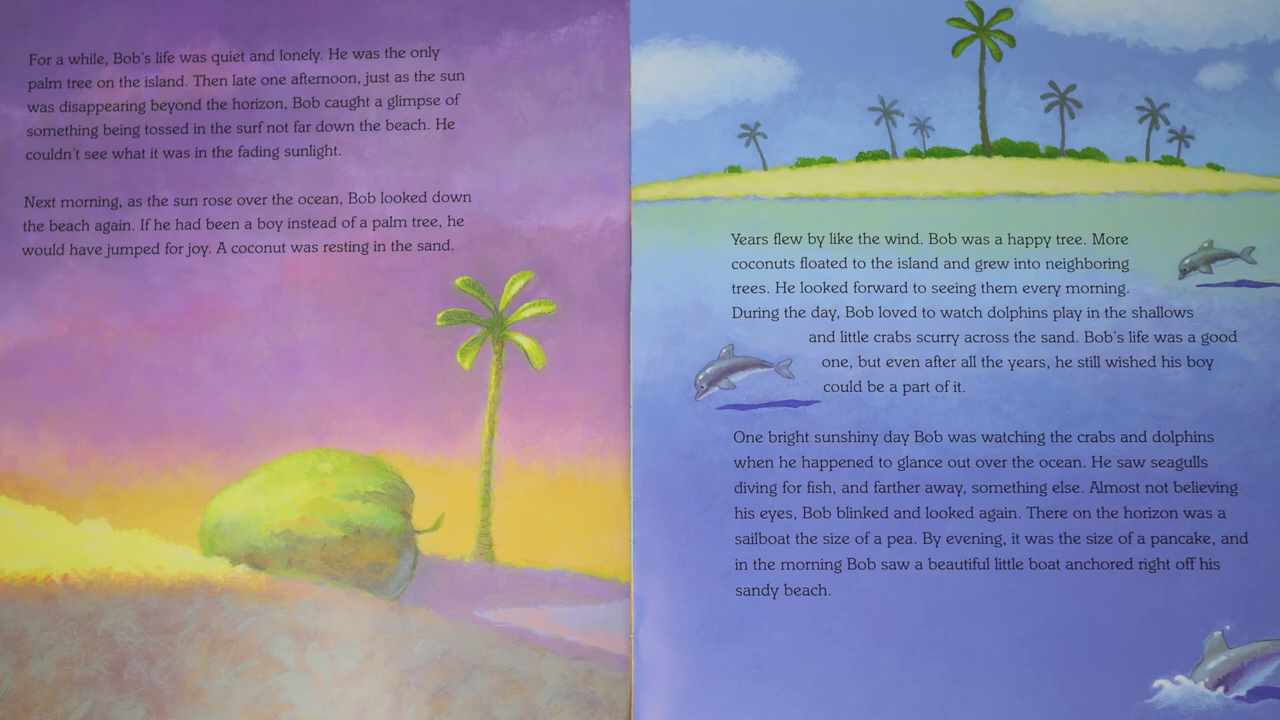 For a while, Bob's life was quiet and lonely. He was the only
palm tree on the island. Then late one afternoon, just as the sun
was disappearing beyond the horizon, Bob caught a glimpse of
something being tossed in the surf not far down the beach. He
couldn't see what it was in the fading sunlight.
Next morning, as the sun rose over the ocean, Bob looked down
the beach again. If he had been a boy instead of a palm tree, he
would have jumped for joy. A coconut was resting in the sand.
Years flew by like the wind. Bob was a happy tree. More
coconuts floated to the island and grew into neighboring
trees. He looked forward to seeing them every morning.
During the day, Bob loved to watch dolphins play in the shallows
and little crabs scurry across the sand. Bob's life was a good
one, but even after all the years, he still wished his boy
could be a part of it.
One bright sunshiny day Bob was watching the crabs and dolphins
when he happened to glance out over the ocean. He saw seagulls
diving for fish, and farther away, something else. Almost not believing
his eyes, Bob blinked and looked again. There on the horizon was a
sailboat the size of a pea. By evening, it was the size of a pancake, and
in the morning Bob saw a beautiful little boat anchored right off his
sandy beach.